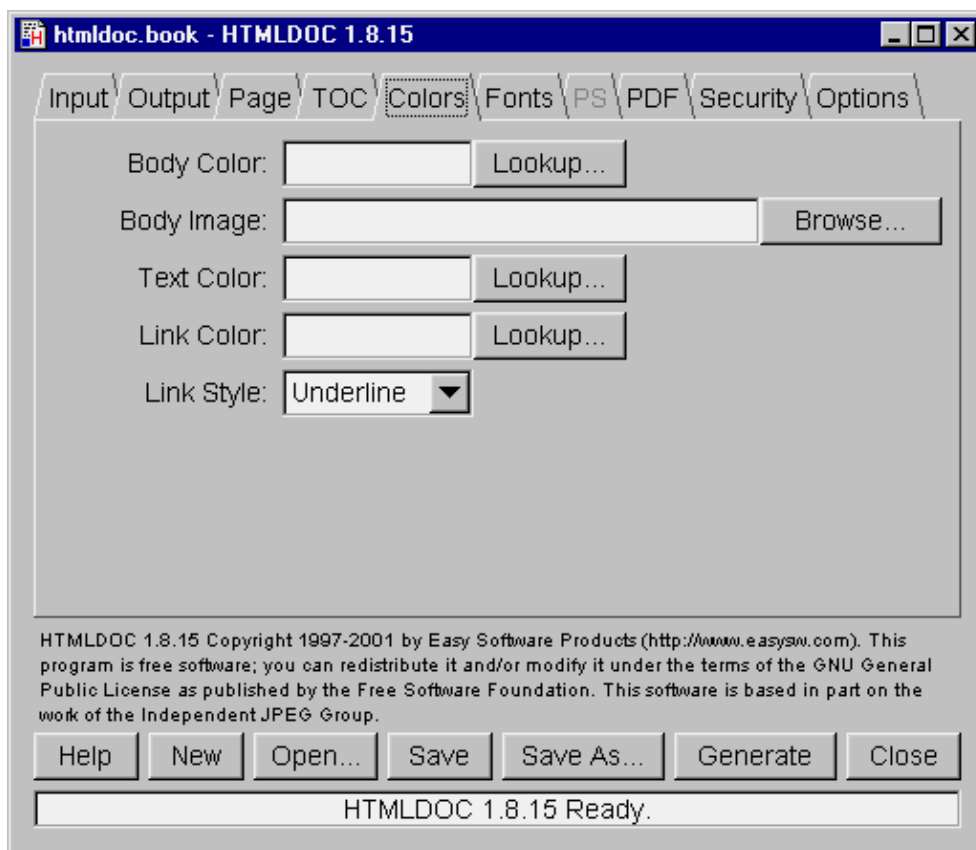 htmldoc.book - HTMLDOC 1.8.15
Input Output Page TOC Colors Fonts PS PDF Security Options
Body Color: Lookup...
Body Image: Browse...
Text Color: Lookup...
Link Color: Lookup...
Link Style: Underline
HTMLDOC 1.8.15 Copyright 1997-2001 by Easy Software Products (http://www.easysw.com). This
program is free software; you can redistribute it and/or modify it under the terms of the GNU General
Public License as published by the Free Software Foundation. This software is based in part on the
work of the Independent JPEG Group.
Help New Open... Save Save As... Generate Close
HTMLDOC 1.8.15 Ready.